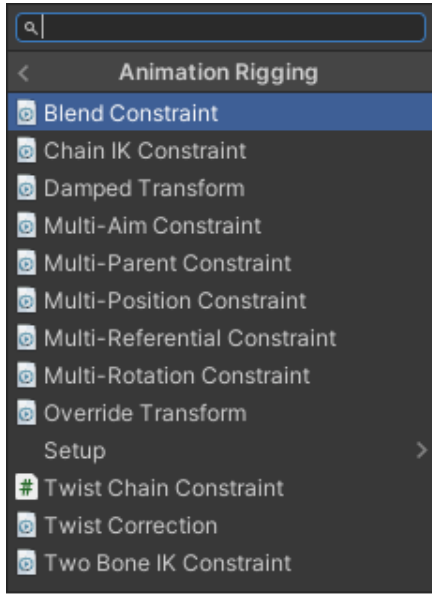 Animation Rigging
Blend Constraint
Chain IK Constraint
Damped Transform
Multi-Aim Constraint
Multi-Parent Constraint
Multi-Position Constraint
Multi-Referential Constraint
Multi-Rotation Constraint
Override Transform
Setup
Twist Chain Constraint
Twist Correction
Two Bone IK Constraint